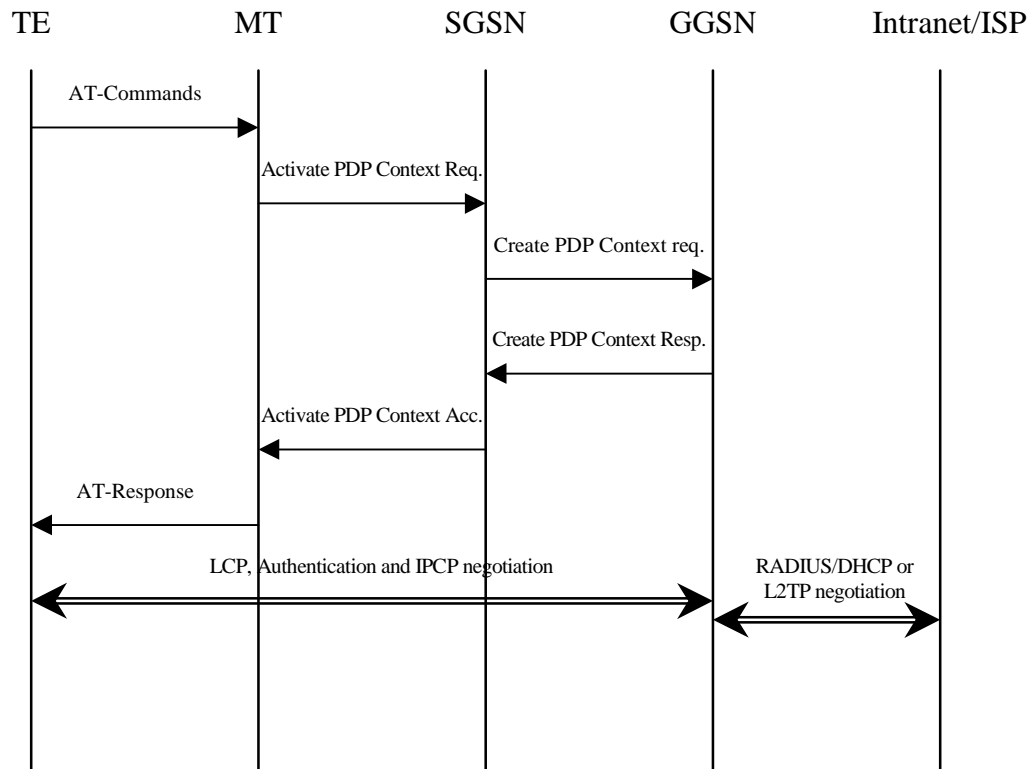 TE MT SGSN GGSN Intranet/ISP
AT-Commands
Activate PDP Context Req.
Create PDP Context req.
Create PDP Context Resp.
Activate PDP Context Acc.
AT-Response
LCP, Authentication and IPCP negotiation
RADIUS/DHCP or
L2TP negotiation